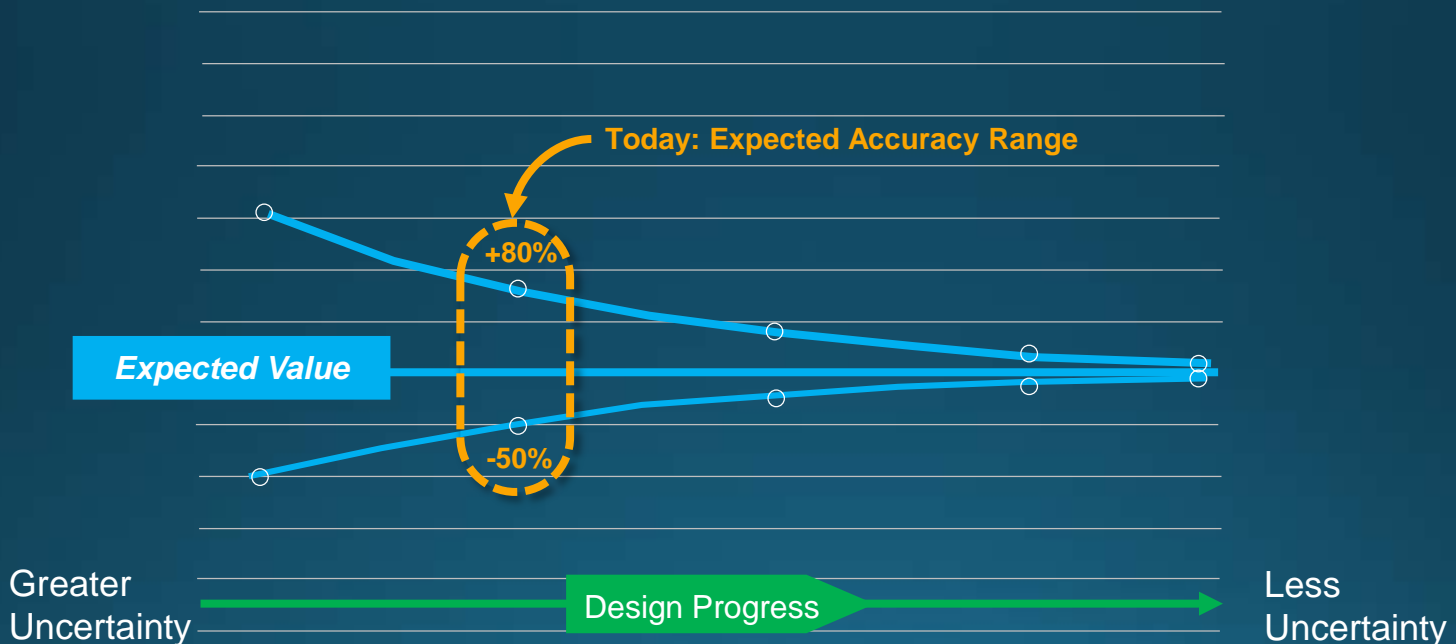 Today: Expected Accuracy Range
+80%
Expected Value
-50%
Greater
Uncertainty
Design Progress
Less
Uncertainty